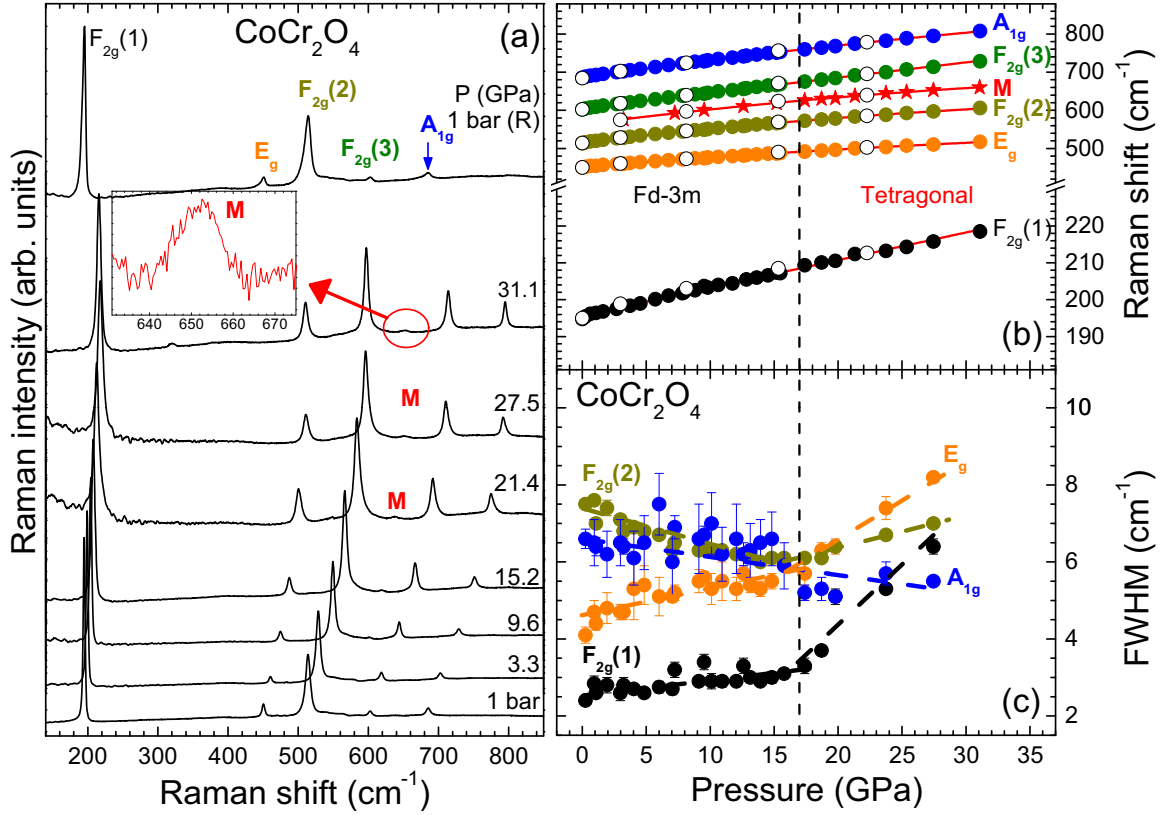 CoCr₂O₄
(a)
F₂g(1)
F₂g(2)
P (GPa)
1 bar (R)
F₂g(3)
A₁g
E_g
M
640 650 660 670
31.1
27.5
M
21.4
M
15.2
9.6
3.3
1 bar
200 300 400 500 600 700 800
Raman shift (cm⁻¹)
Raman intensity (arb. units)
A₁g
F₂g(3)
M
F₂g(2)
E_g
Fd-3m
Tetragonal
F₂g(1)
(b)
800
700
600
500
220
210
200
190
Raman shift (cm⁻¹)
CoCr₂O₄
F₂g(2)
E_g
A₁g
F₂g(1)
(c)
10
8
6
4
2
FWHM (cm⁻¹)
0 5 10 15 20 25 30 35
Pressure (GPa)